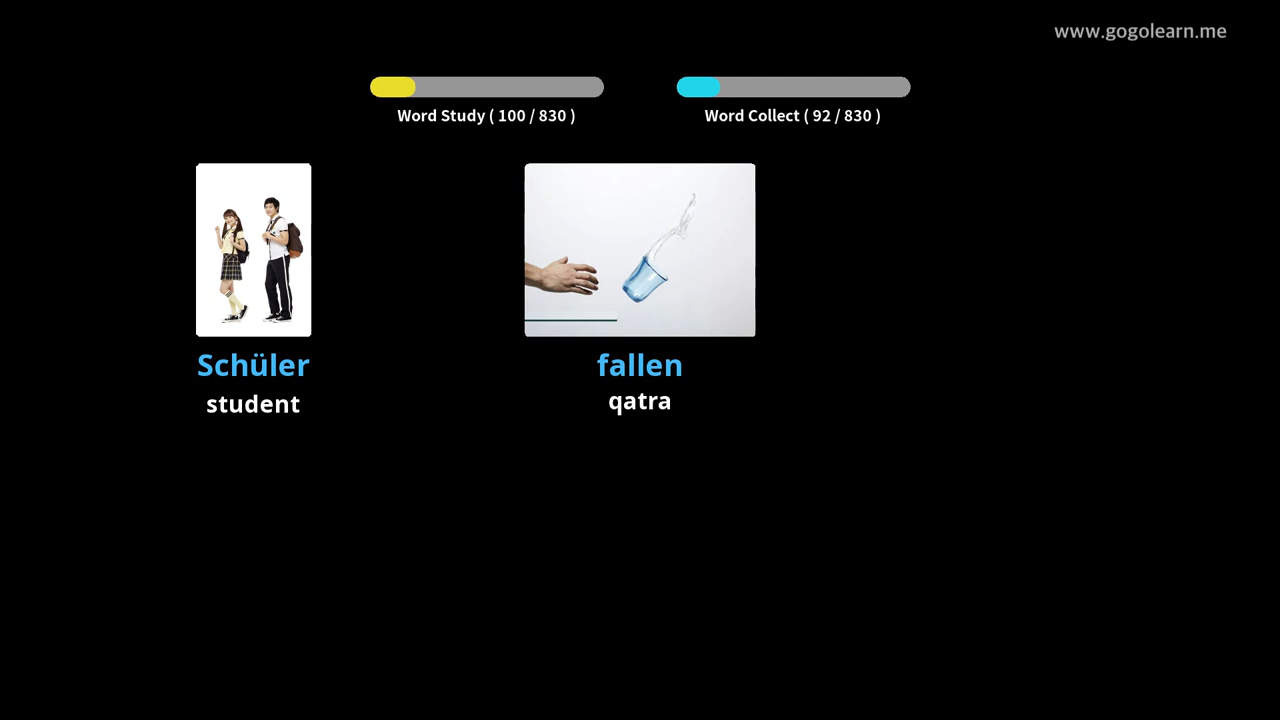 www.gogolearn.me
Word Study ( 100 / 830 )
Word Collect ( 92 / 830 )
Schüler
student
fallen
qatra